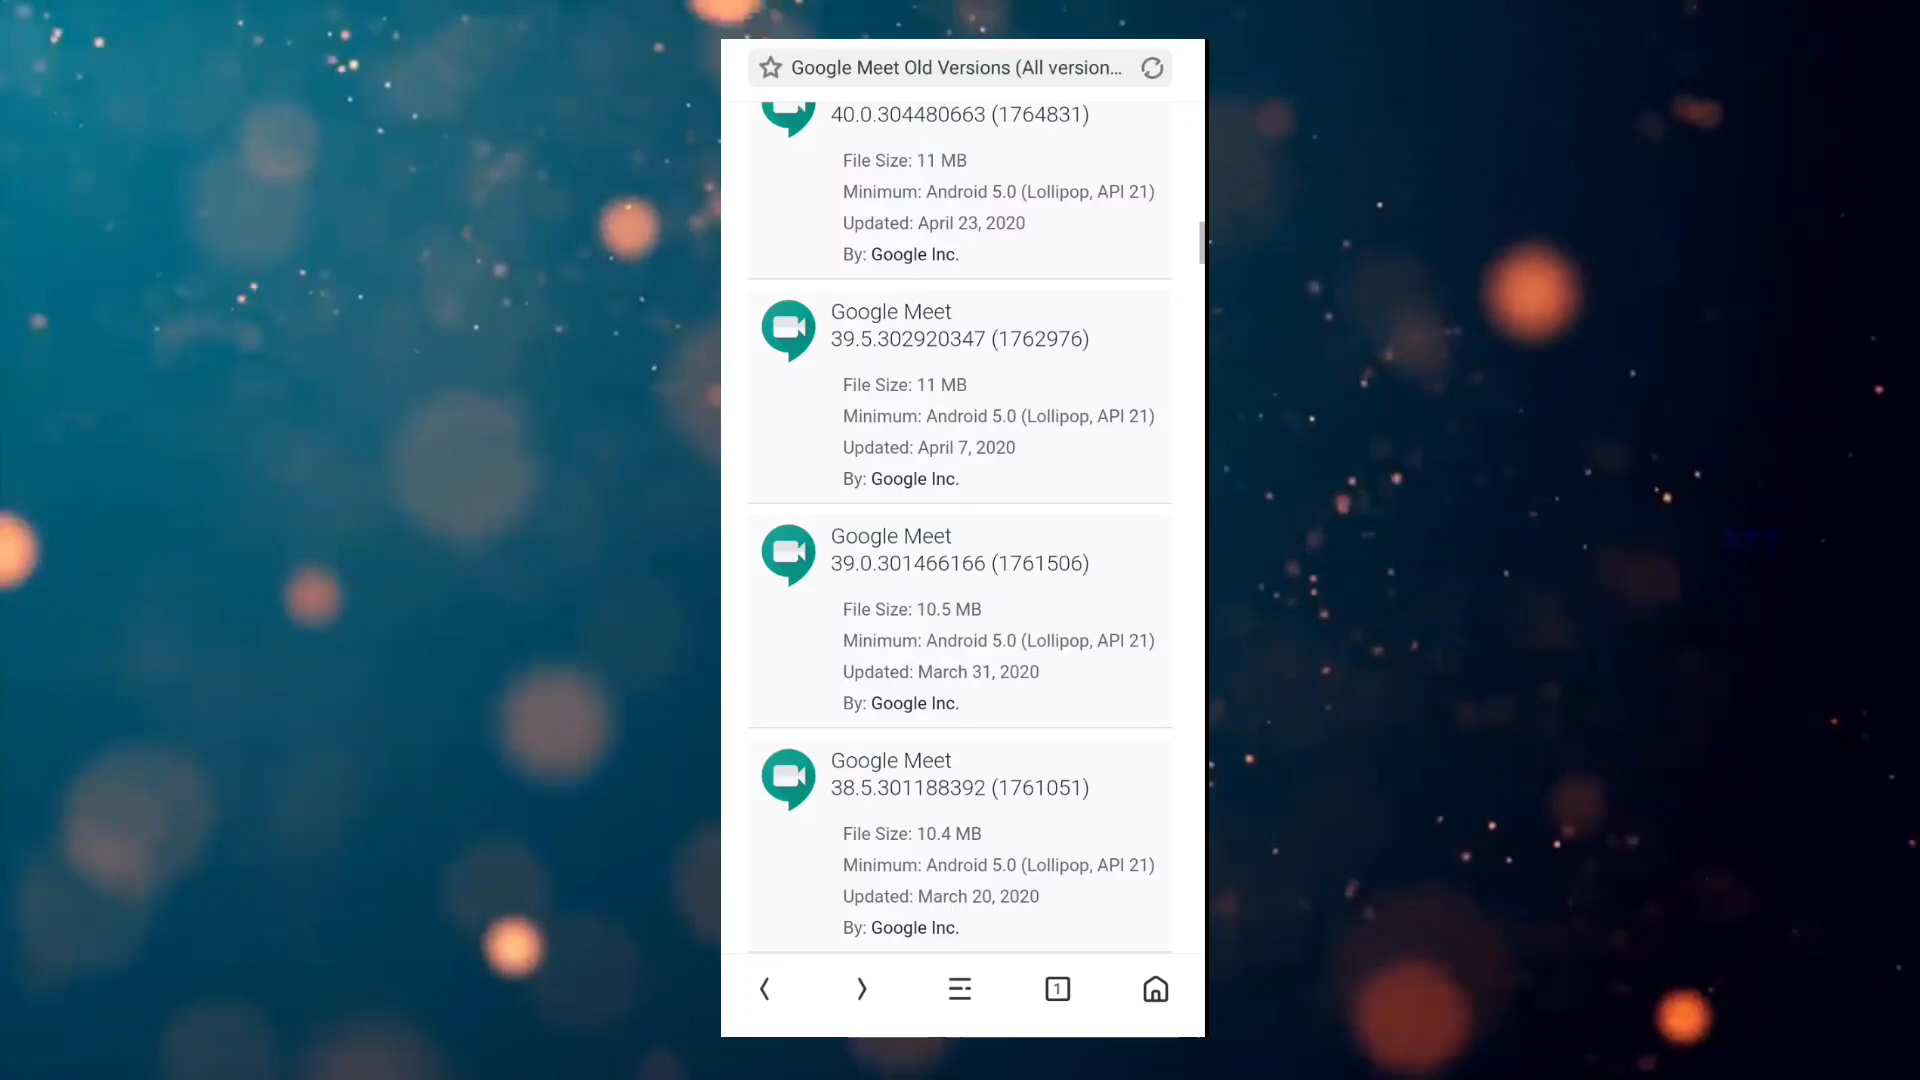 Google Meet Old Versions (All version...
40.0.304480663 (1764831)
File Size: 11 MB
Minimum: Android 5.0 (Lollipop, API 21)
Updated: April 23, 2020
By: Google Inc.
Google Meet
39.5.302920347 (1762976)
File Size: 11 MB
Minimum: Android 5.0 (Lollipop, API 21)
Updated: April 7, 2020
By: Google Inc.
Google Meet
39.0.301466166 (1761506)
File Size: 10.5 MB
Minimum: Android 5.0 (Lollipop, API 21)
Updated: March 31, 2020
By: Google Inc.
Google Meet
38.5.301188392 (1761051)
File Size: 10.4 MB
Minimum: Android 5.0 (Lollipop, API 21)
Updated: March 20, 2020
By: Google Inc.
1